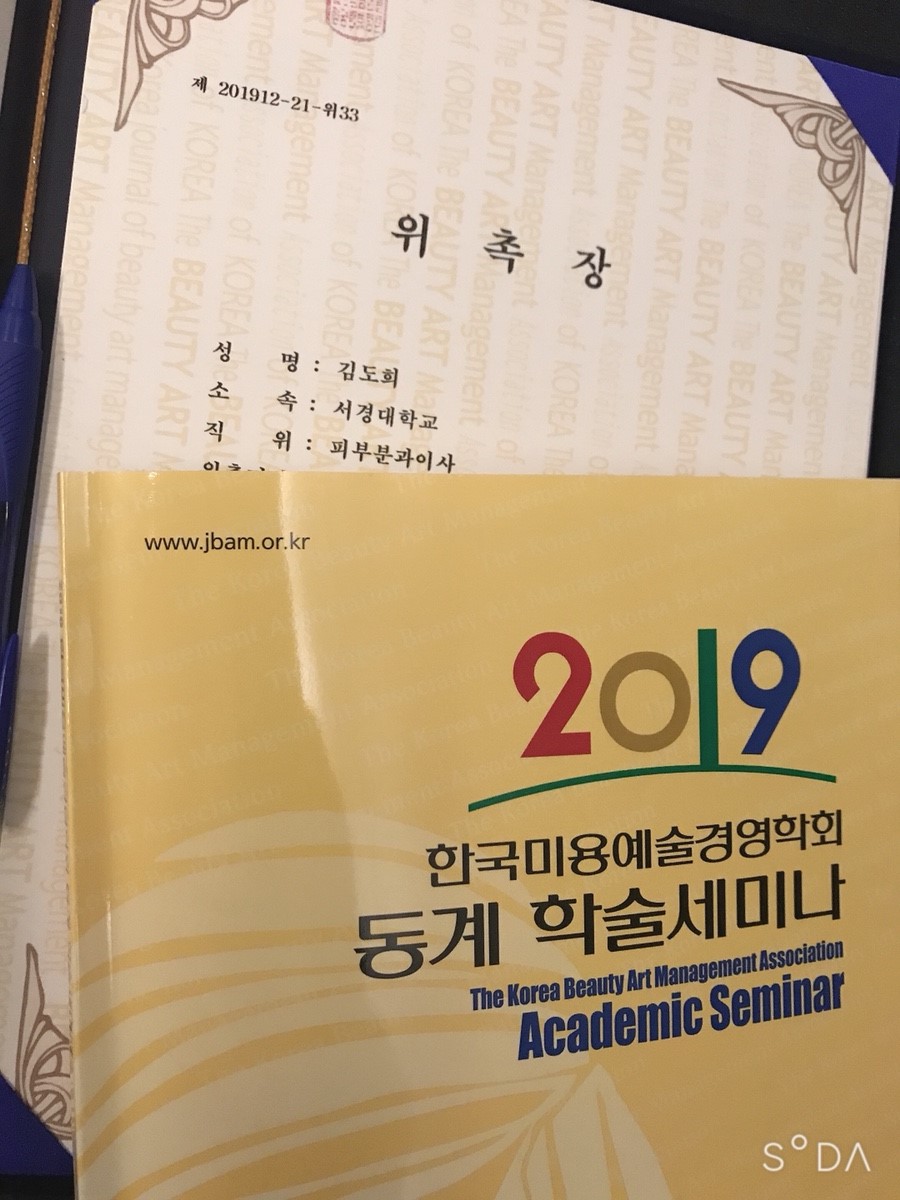 제 201912-21-위33
위 촉 장
성 명 : 김도희
소 속 : 서경대학교
직 위 : 피부분과이사
www.jbam.or.kr
2019
한국미용예술경영학회
동계 학술세미나
The Korea Beauty Art Management Association
Academic Seminar
SODA